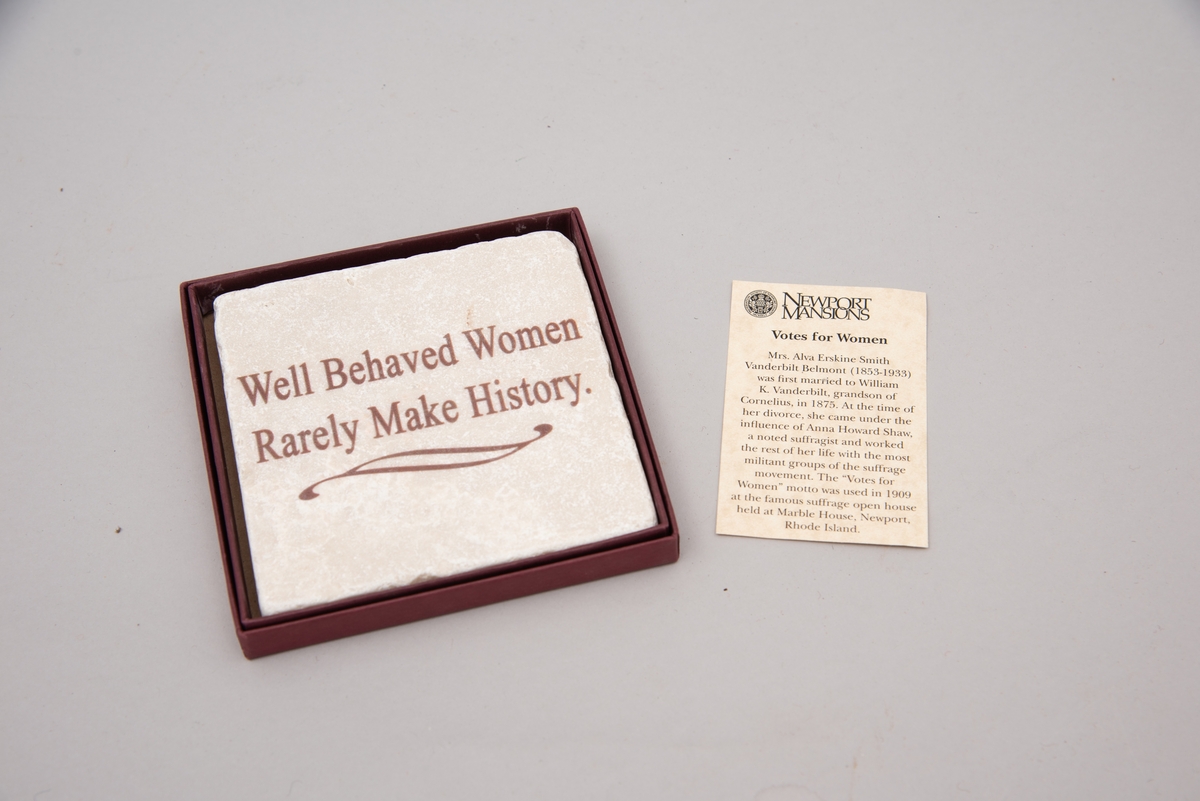 Well Behaved Women
Rarely Make History.
NEWPORT
MANSIONS
Votes for Women
Mrs. Alva Erskine Smith
Vanderbilt Belmont (1853-1933)
was first married to William
K. Vanderbilt, grandson of
Cornelius, in 1875. At the time of
her divorce, she came under the
influence of Anna Howard Shaw,
a noted suffragist and worked
the rest of her life with the most
militant groups of the suffrage
movement. The “Votes for
Women” motto was used in 1909
at the famous suffrage open house
held at Marble House, Newport,
Rhode Island.